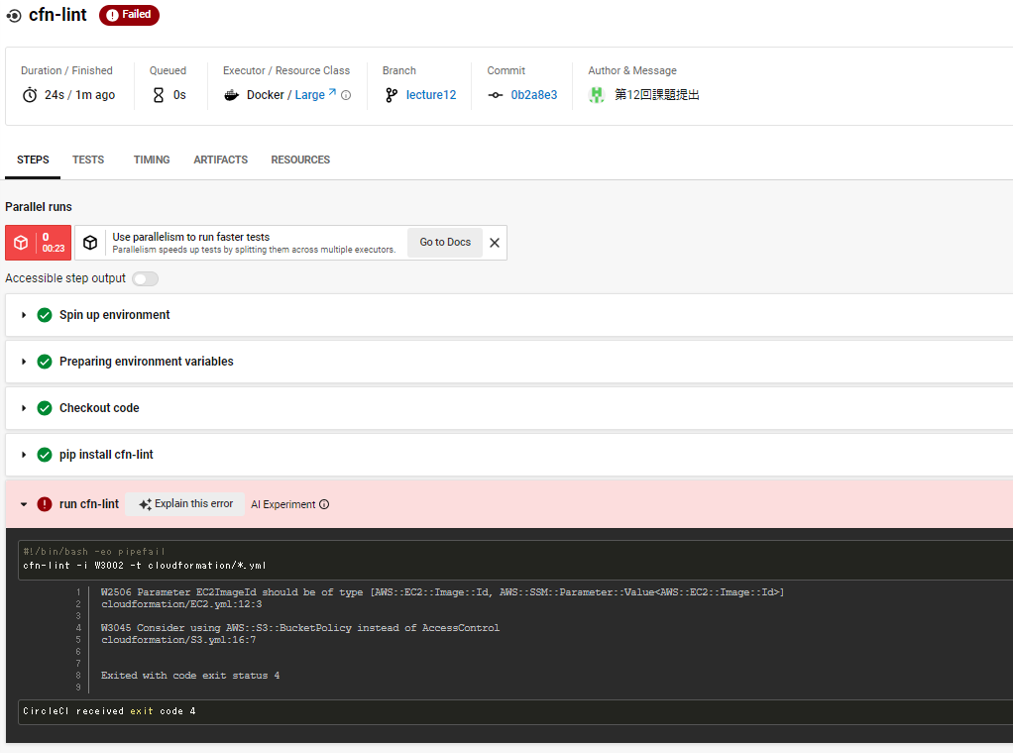 cfn-lint Failed
Duration / Finished Queued Executor / Resource Class Branch Commit Author & Message
24s / 1m ago 0s Docker / Large lecture12 0b2a8e3 第12回課題提出
STEPS TESTS TIMING ARTIFACTS RESOURCES
Parallel runs
0
00:23
Use parallelism to run faster tests
Parallelism speeds up tests by splitting them across multiple executors.
Go to Docs
Accessible step output
Spin up environment
Preparing environment variables
Checkout code
pip install cfn-lint
run cfn-lint Explain this error AI Experiment
#!/bin/bash -eo pipefail
cfn-lint -i W3002 -t cloudformation/*.yml
1 W2506 Parameter EC2ImageId should be of type [AWS::EC2::Image::Id, AWS::SSM::Parameter::Value<AWS::EC2::Image::Id>]
2 cloudformation/EC2.yml:12:3
3
4 W3045 Consider using AWS::S3::BucketPolicy instead of AccessControl
5 cloudformation/S3.yml:16:7
6
7
8 Exited with code exit status 4
9
CircleCI received exit code 4